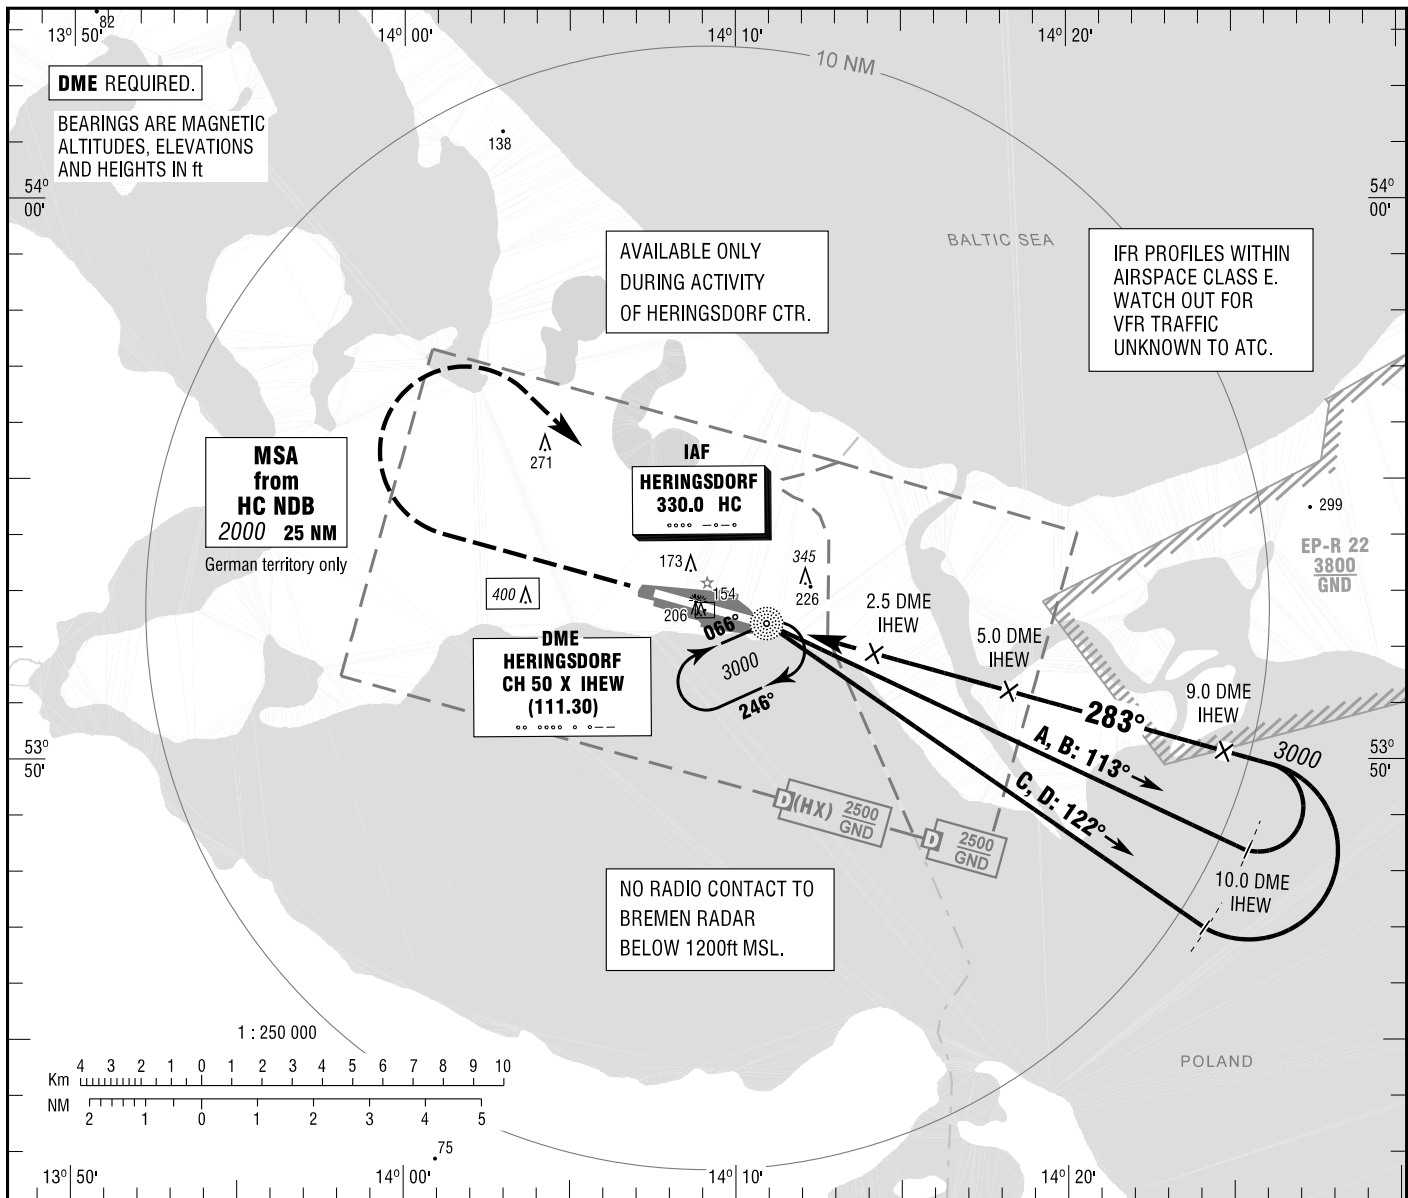 82
13° 50'
14° 00'
14° 10'
14° 20'
10 NM
DME REQUIRED.
BEARINGS ARE MAGNETIC
ALTITUDES, ELEVATIONS
AND HEIGHTS IN ft
138
54°
00'
54°
00'
BALTIC SEA
AVAILABLE ONLY
DURING ACTIVITY
OF HERINGSDORF CTR.
IFR PROFILES WITHIN
AIRSPACE CLASS E.
WATCH OUT FOR
VFR TRAFFIC
UNKNOWN TO ATC.
MSA
from
HC NDB
2000 25 NM
German territory only
271
IAF
HERINGSDORF
330.0 HC
299
EP-R 22
3800
GND
173
345
400
154
226
206
2.5 DME
IHEW
066°
5.0 DME
IHEW
DME
HERINGSDORF
CH 50 X IHEW
(111.30)
3000
246°
9.0 DME
IHEW
283°
3000
53°
50'
53°
50'
A, B: 113°
C, D: 122°
D (HX) 2500
GND
D 2500
GND
10.0 DME
IHEW
NO RADIO CONTACT TO
BREMEN RADAR
BELOW 1200ft MSL.
1 : 250 000
Km 4 3 2 1 0 1 2 3 4 5 6 7 8 9 10
NM 2 1 0 1 2 3 4 5
POLAND
75
13° 50'
14° 00'
14° 10'
14° 20'